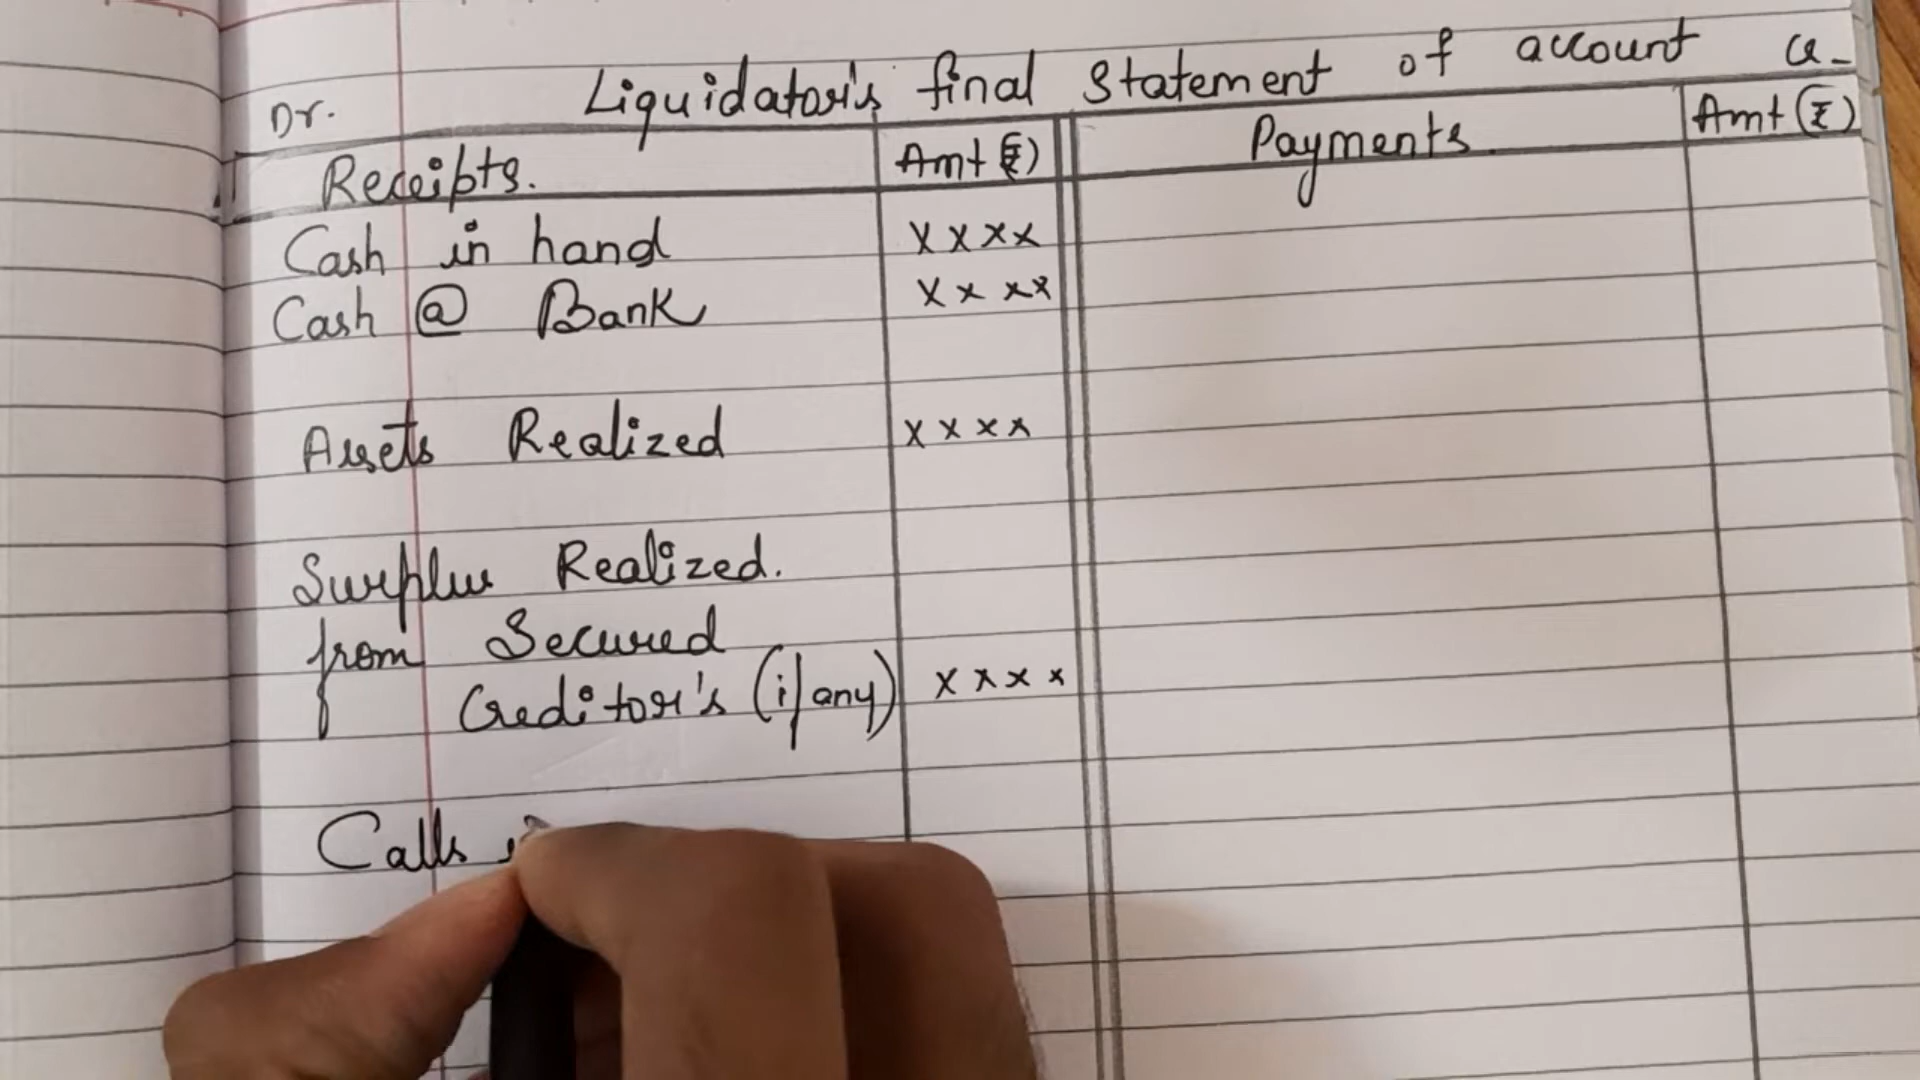 Liquidator's final Statement of account
Dr. Cr
Receipts. Amt (₹) Payments Amt (₹)
Cash in hand xxxx
Cash @ Bank xxxx
Assets Realized xxxx
Surplus Realized.
from Secured
Creditor's (if any) xxxx
Calls